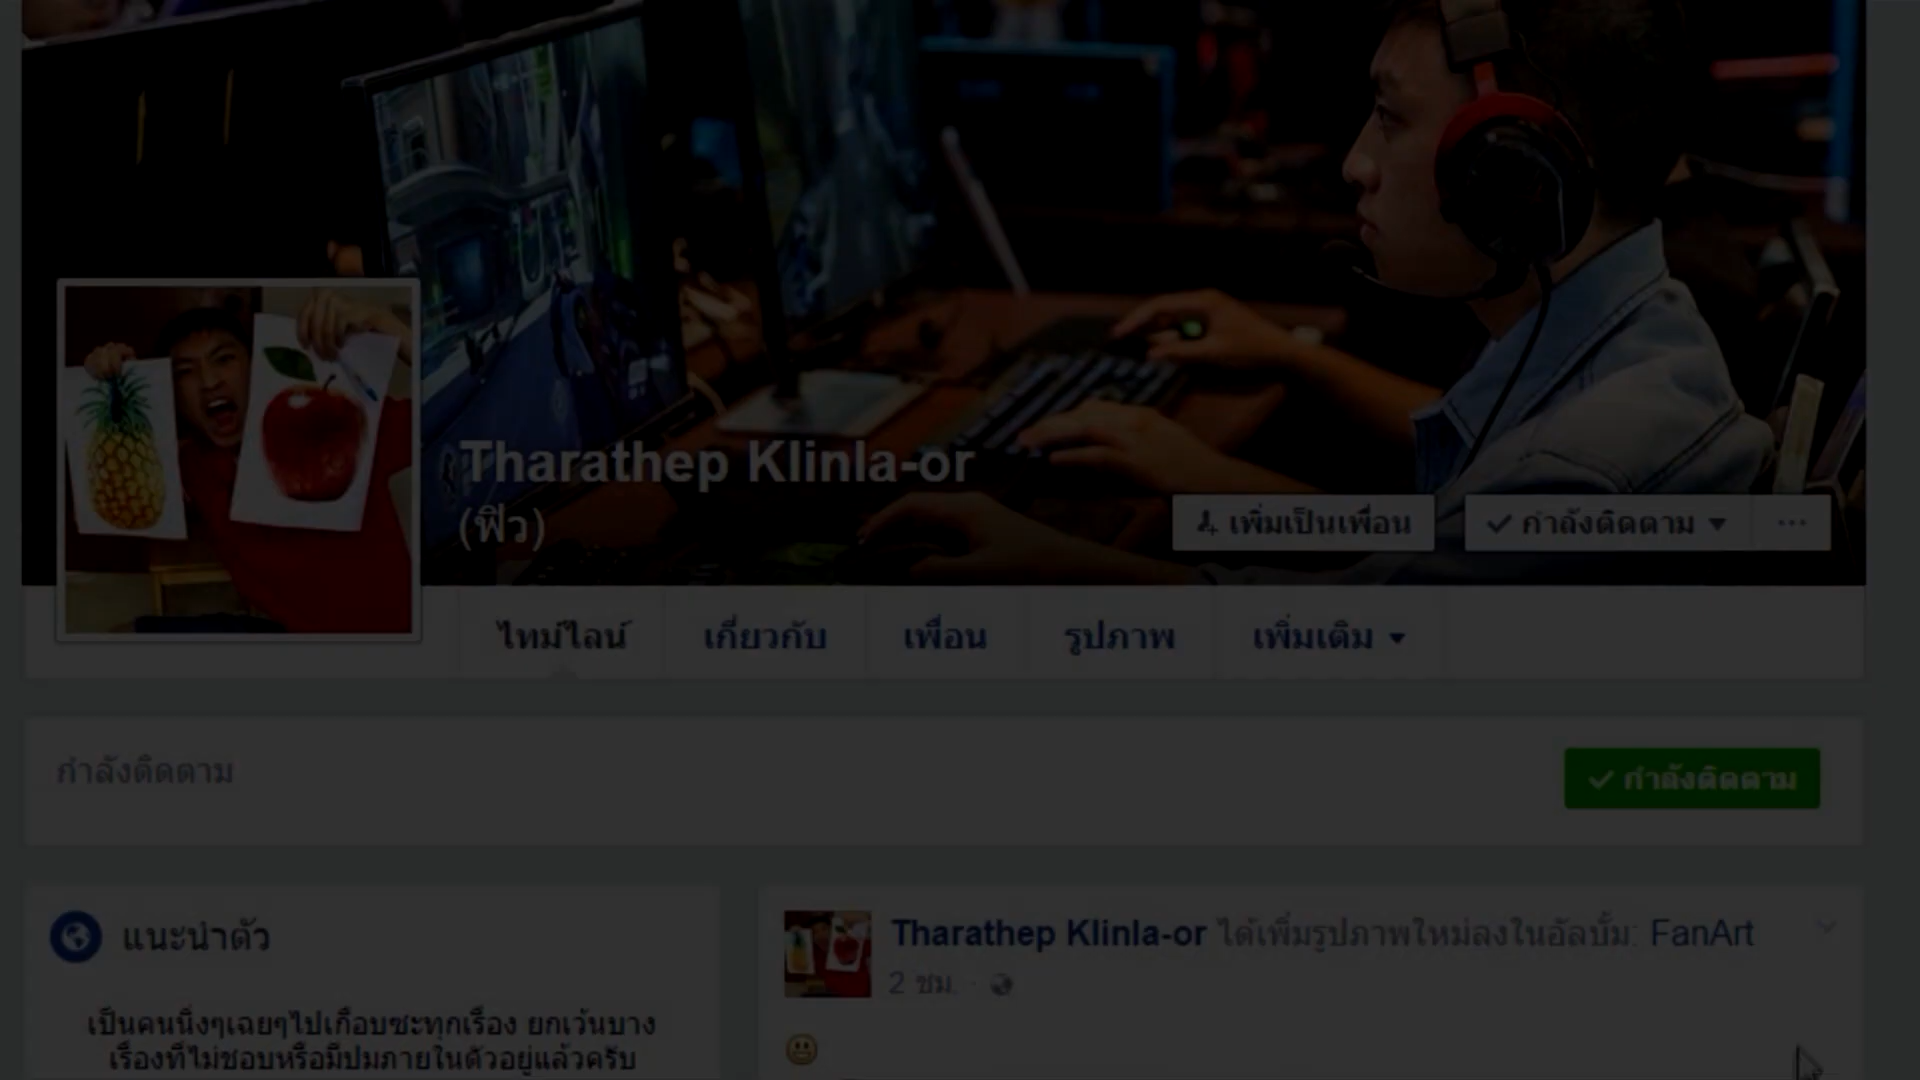 Tharathep Klinla-or
(ฟิว)
เพิ่มเป็นเพื่อน
กำลังติดตาม
ไทม์ไลน์
เกี่ยวกับ
เพื่อน
รูปภาพ
เพิ่มเติม
กำลังติดตาม
กำลังติดตาม
แนะนำตัว
เป็นคนนิ่งๆเฉยๆไปเกือบซะทุกเรื่อง ยกเว้นบาง
เรื่องที่ไม่ชอบหรือมีปมภายในตัวอยู่แล้วครับ
Tharathep Klinla-or ได้เพิ่มรูปภาพใหม่ลงในอัลบั้ม: FanArt
2 ชม.